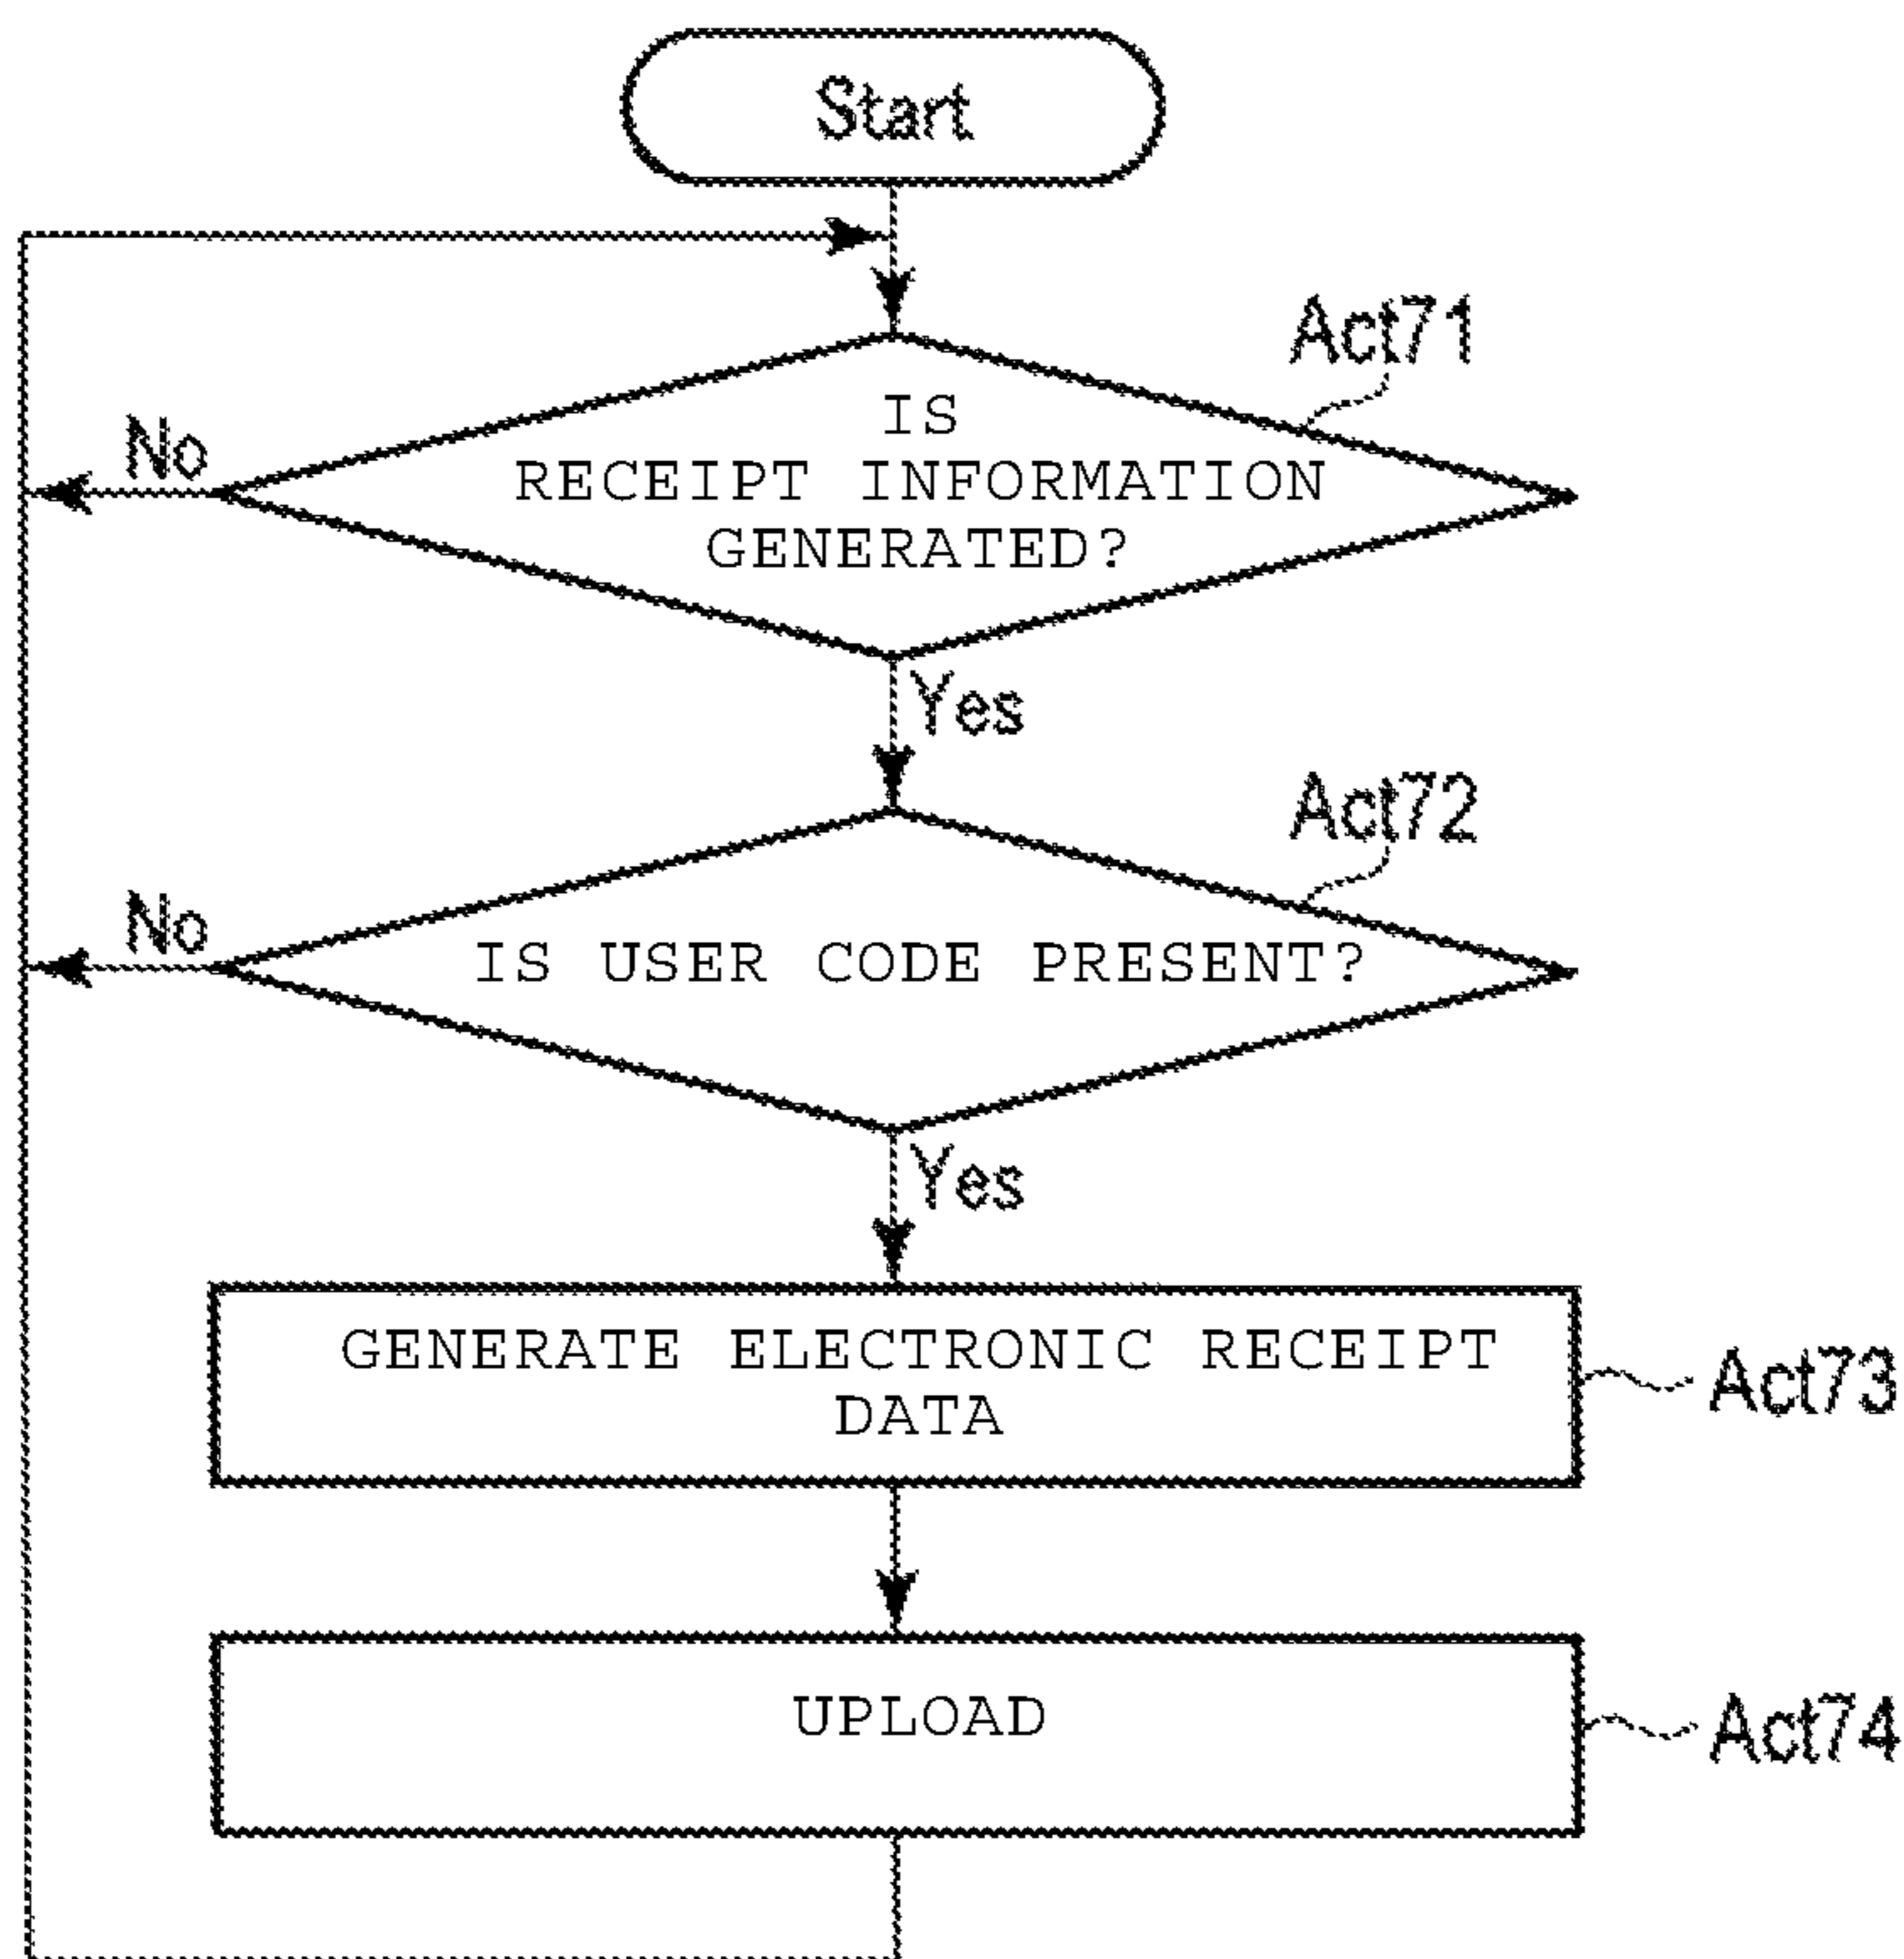 Start
Act71
IS
No
RECEIPT INFORMATION
GENERATED?
Yes
Act72
No
IS USER CODE PRESENT?
Yes
GENERATE ELECTRONIC RECEIPT
DATA
Act73
UPLOAD
Act74